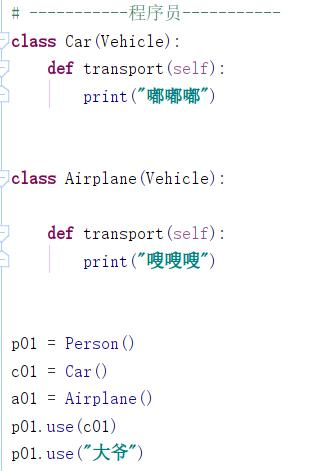 # -----------程序员-----------
class Car(Vehicle):
    def transport(self):
        print("嘟嘟嘟")
class Airplane(Vehicle):
    def transport(self):
        print("嗖嗖嗖")
p01 = Person()
c01 = Car()
a01 = Airplane()
p01.use(c01)
p01.use("大爷")